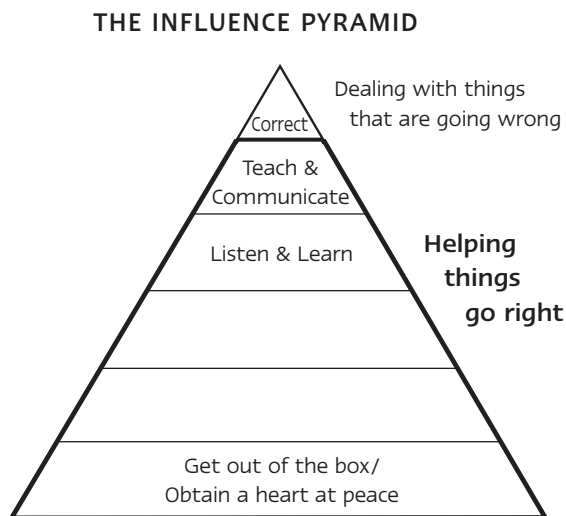 THE INFLUENCE PYRAMID
Dealing with things
that are going wrong
Correct
Teach &
Communicate
Listen & Learn
Helping
things
go right
Get out of the box/
Obtain a heart at peace